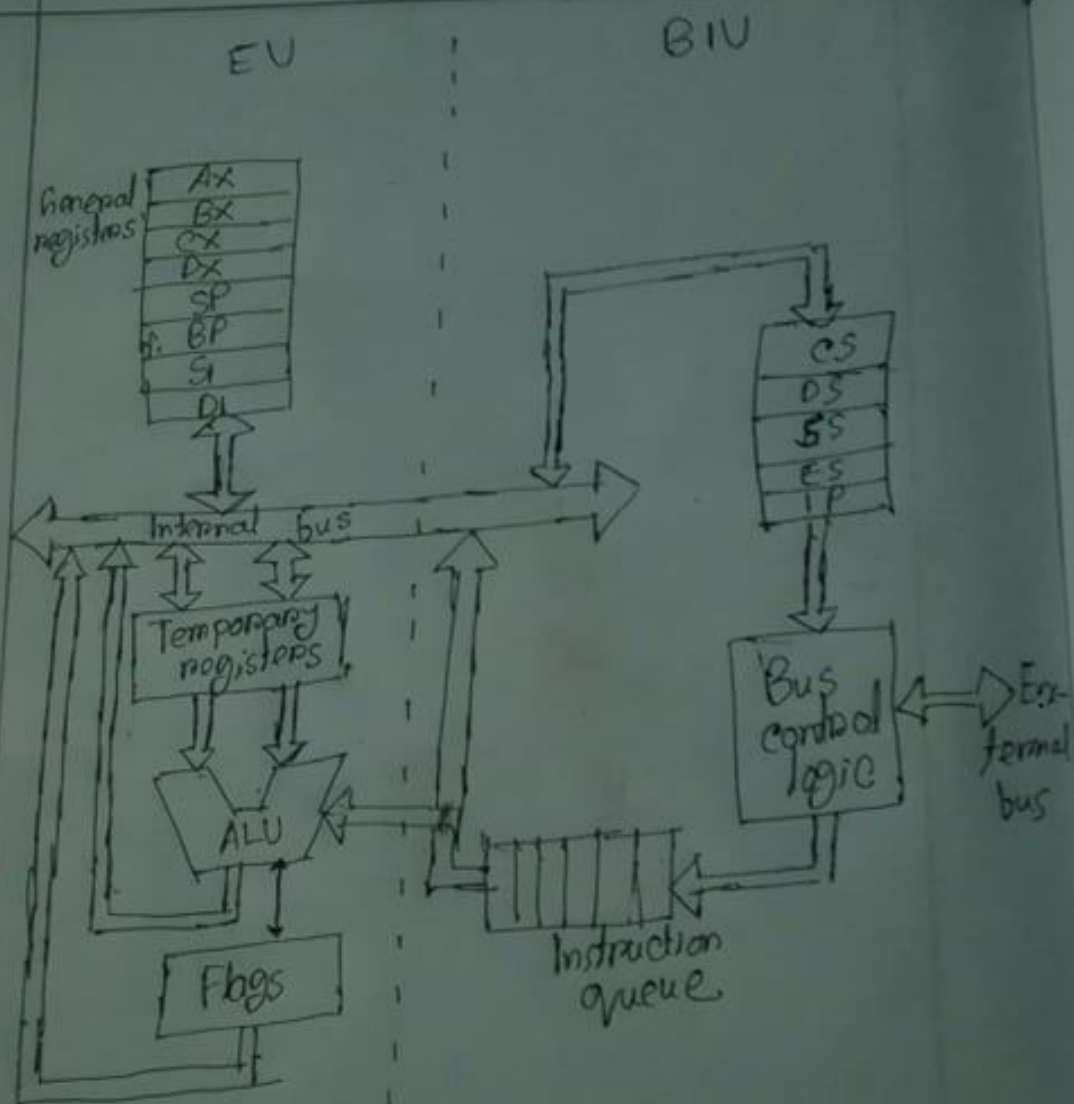 EU
BIU
General
registers
AX
BX
CX
DX
SP
BP
SI
DI
CS
DS
SS
ES
Internal bus
Temporary
registers
ALU
Flags
Bus
control
logic
Ex-
ternal
bus
Instruction
queue